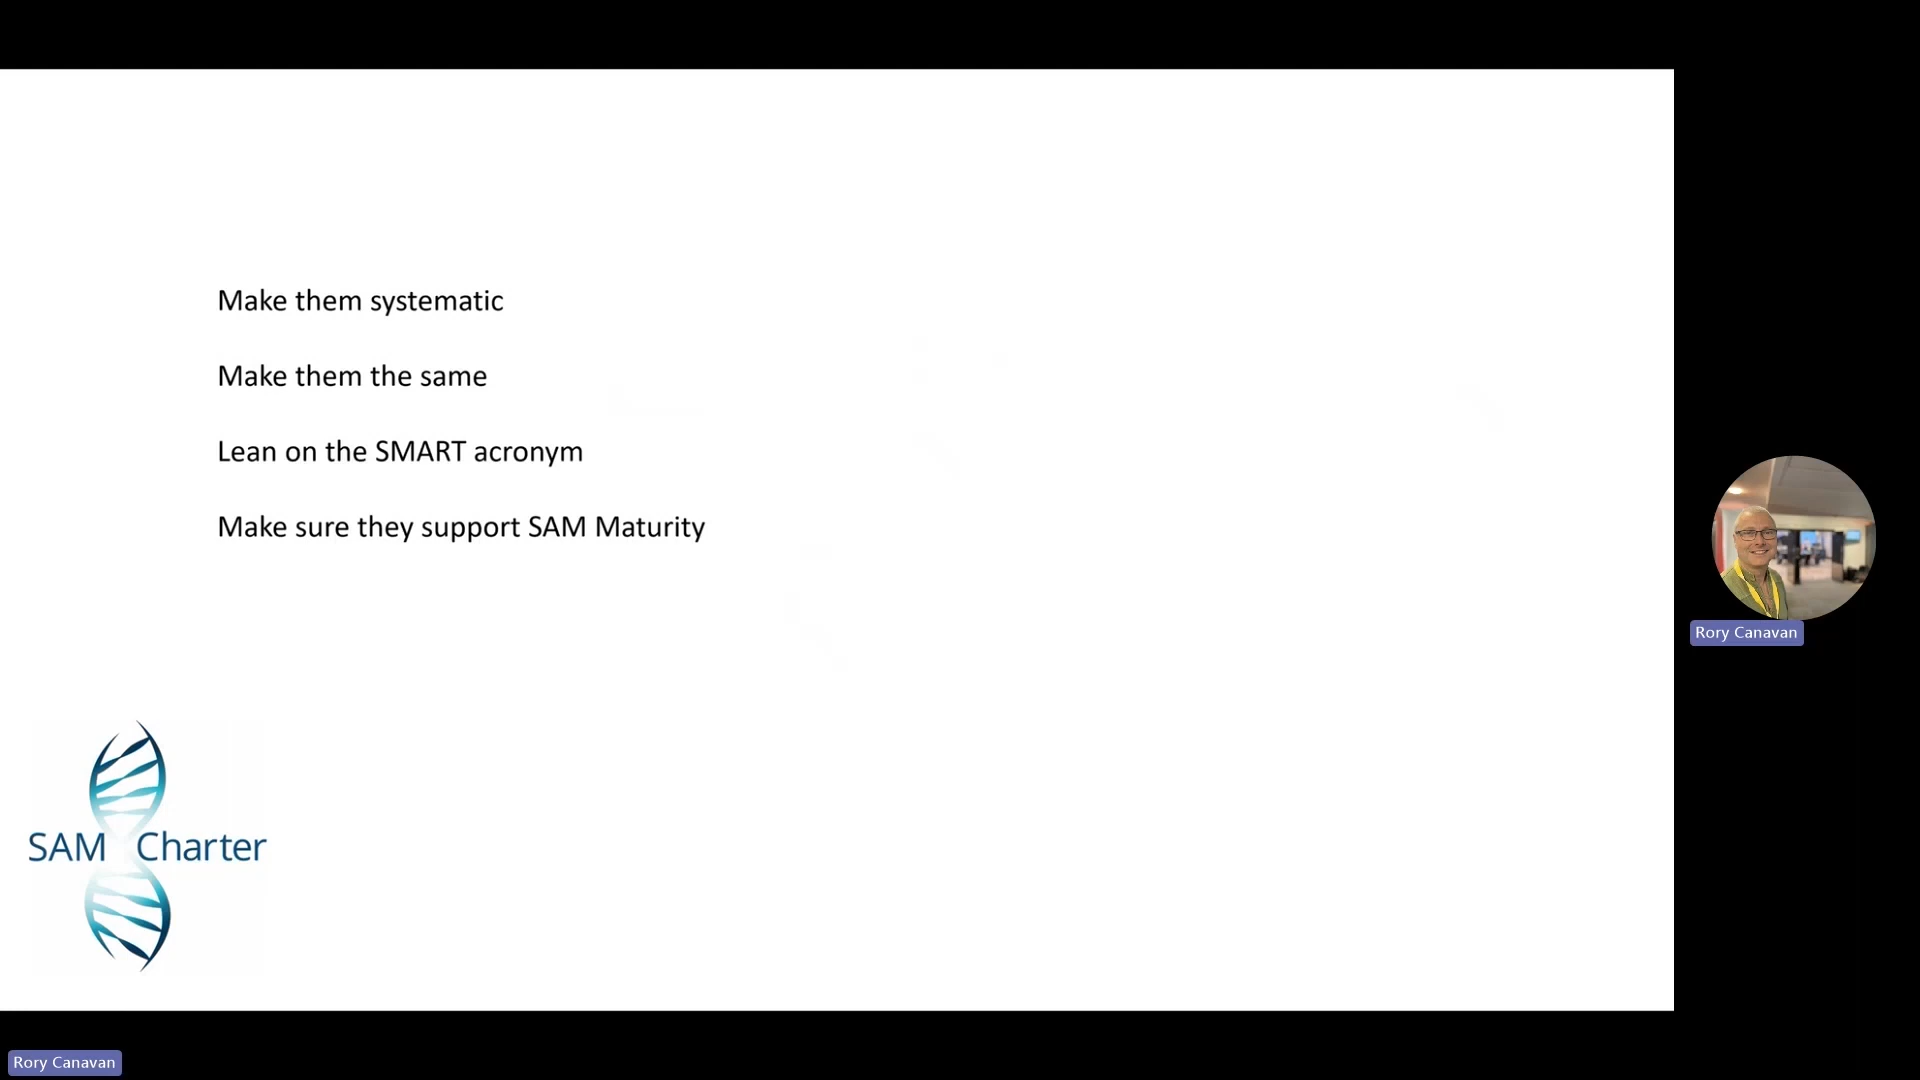 Make them systematic
Make them the same
Lean on the SMART acronym
Make sure they support SAM Maturity
SAM Charter
Rory Canavan
Rory Canavan